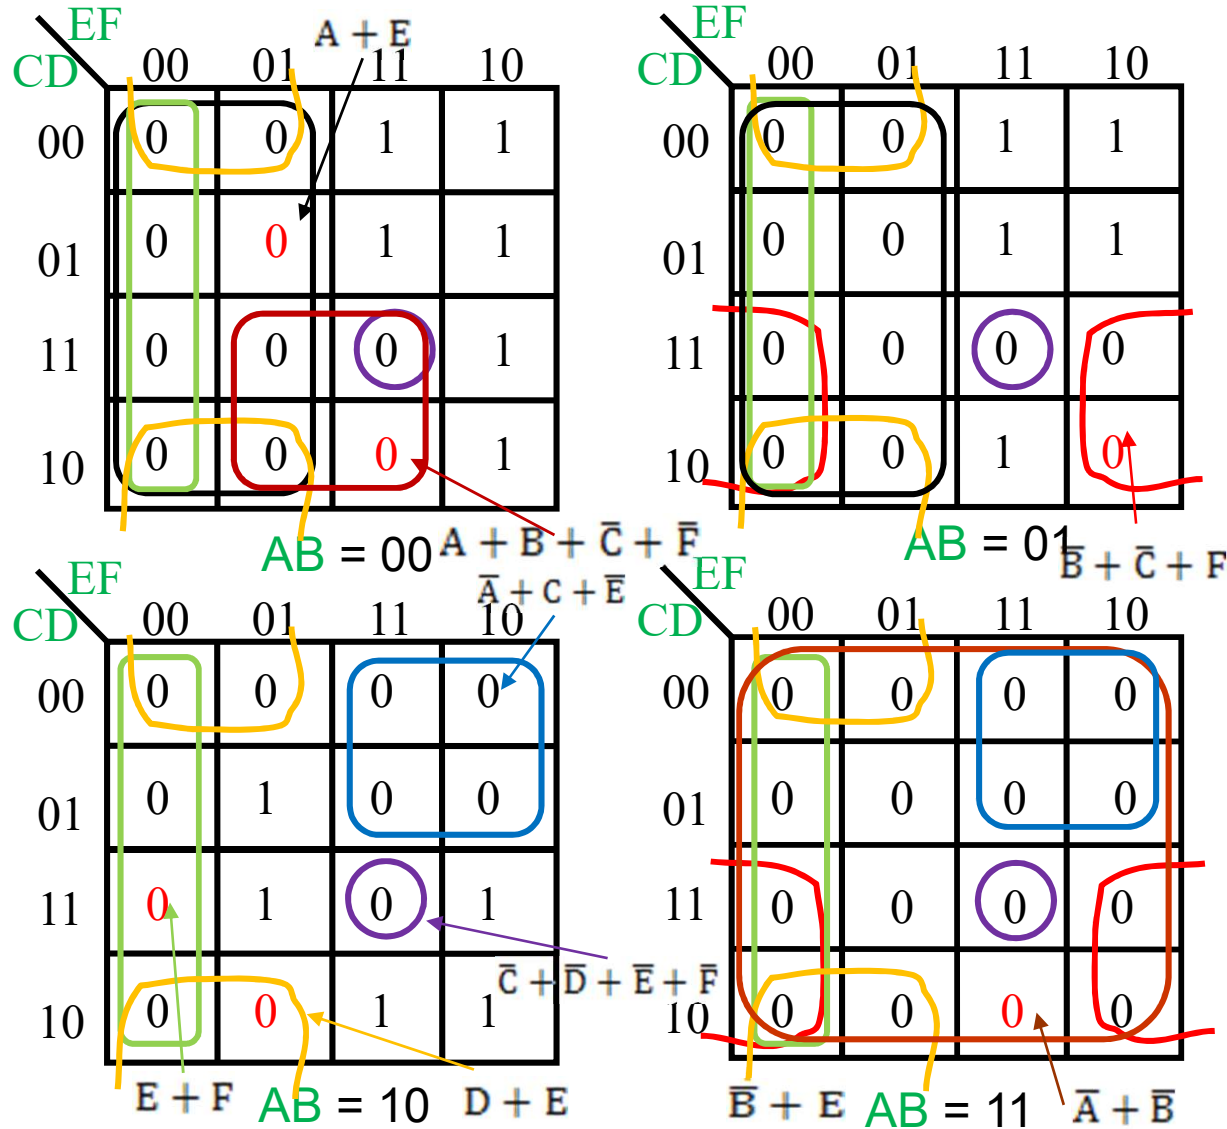 EF
CD
00 01 11 10
A + E
00 0 0 1 1
01 0 0 1 1
11 0 0 0 1
10 0 0 0 1
AB = 00
A + B + C̅ + F̅
EF
CD
00 01 11 10
00 0 0 1 1
01 0 0 1 1
11 0 0 0 0
10 0 0 1 0
AB = 01
B̅ + C̅ + F
EF
CD
00 01 11 10
A̅ + C + E̅
00 0 0 0 0
01 0 1 0 0
11 0 1 0 1
10 0 0 1 1
C̅ + D̅ + E̅ + F̅
E + F
AB = 10
D + E
EF
CD
00 01 11 10
00 0 0 0 0
01 0 0 0 0
11 0 0 0 0
10 0 0 0 0
B̅ + E
AB = 11
A̅ + B̅